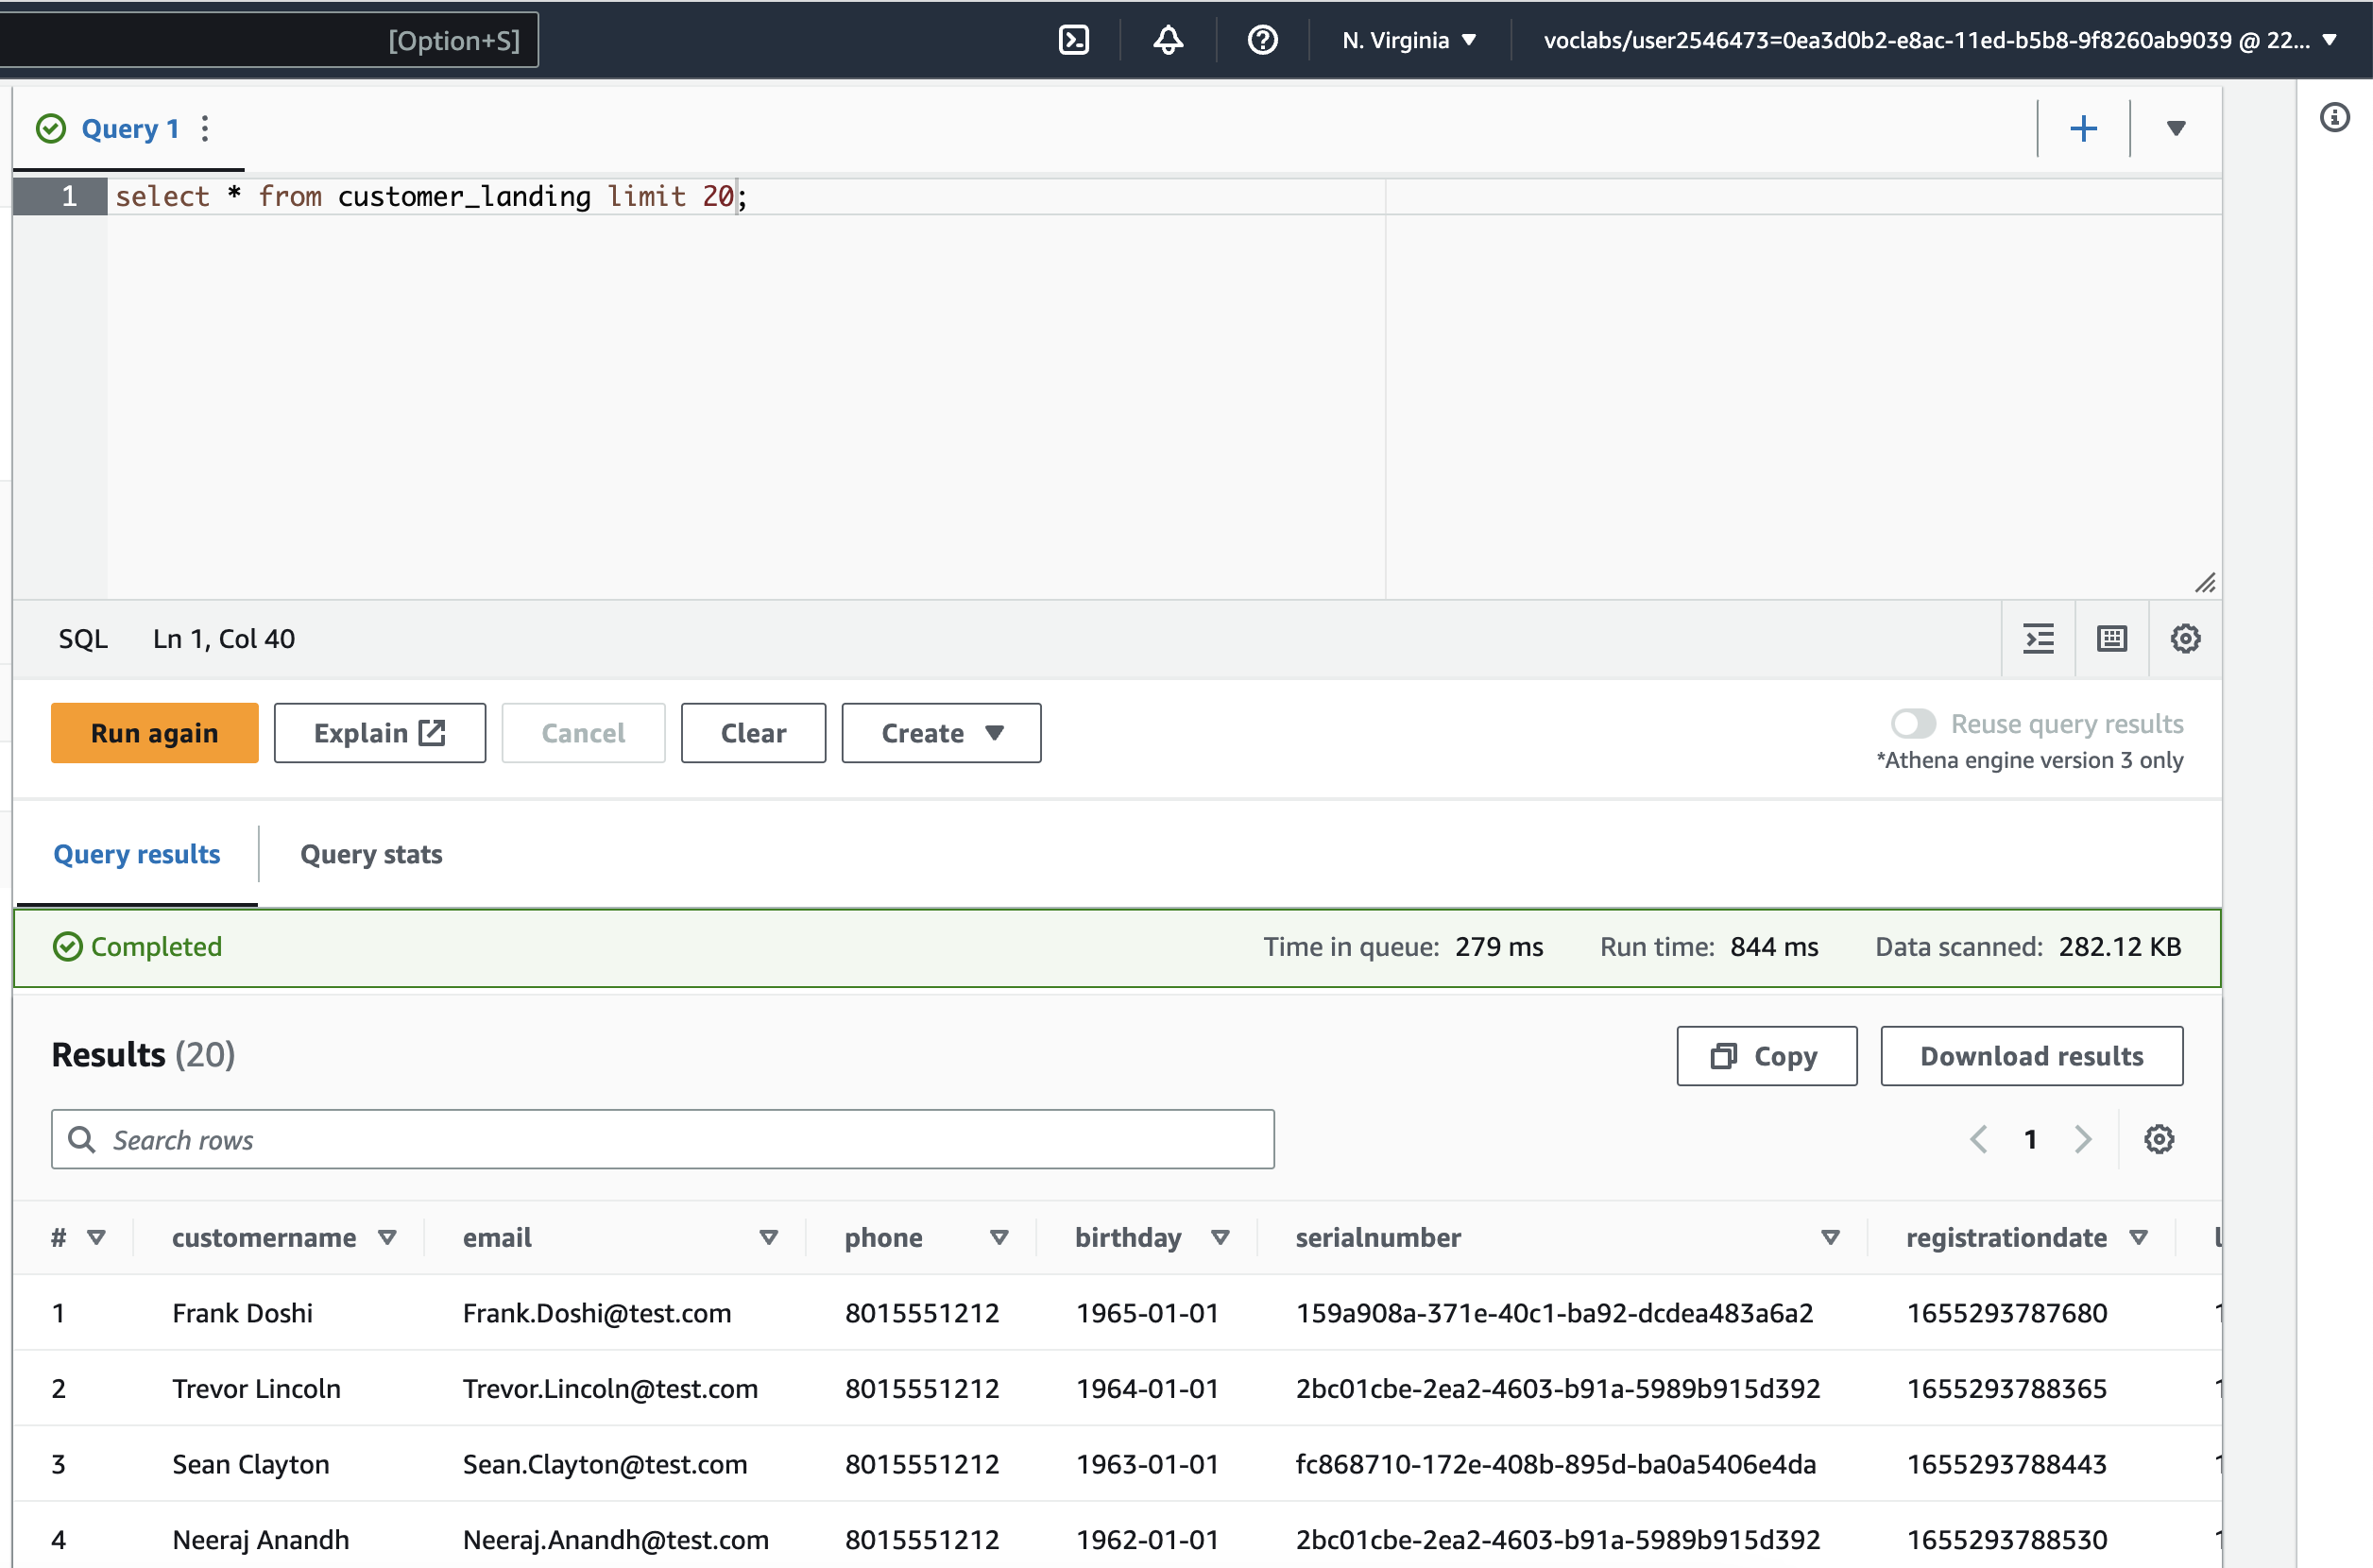 [Option+S] N. Virginia voclabs/user2546473=0ea3d0b2-e8ac-11ed-b5b8-9f8260ab9039 @ 22...
Query 1
1 select * from customer_landing limit 20;
SQL Ln 1, Col 40
Run again Explain Cancel Clear Create Reuse query results
*Athena engine version 3 only
Query results Query stats
Completed Time in queue: 279 ms Run time: 844 ms Data scanned: 282.12 KB
Results (20) Copy Download results
Search rows 1
# customername email phone birthday serialnumber registrationdate
1 Frank Doshi Frank.Doshi@test.com 8015551212 1965-01-01 159a908a-371e-40c1-ba92-dcdea483a6a2 1655293787680
2 Trevor Lincoln Trevor.Lincoln@test.com 8015551212 1964-01-01 2bc01cbe-2ea2-4603-b91a-5989b915d392 1655293788365
3 Sean Clayton Sean.Clayton@test.com 8015551212 1963-01-01 fc868710-172e-408b-895d-ba0a5406e4da 1655293788443
4 Neeraj Anandh Neeraj.Anandh@test.com 8015551212 1962-01-01 2bc01cbe-2ea2-4603-b91a-5989b915d392 1655293788530